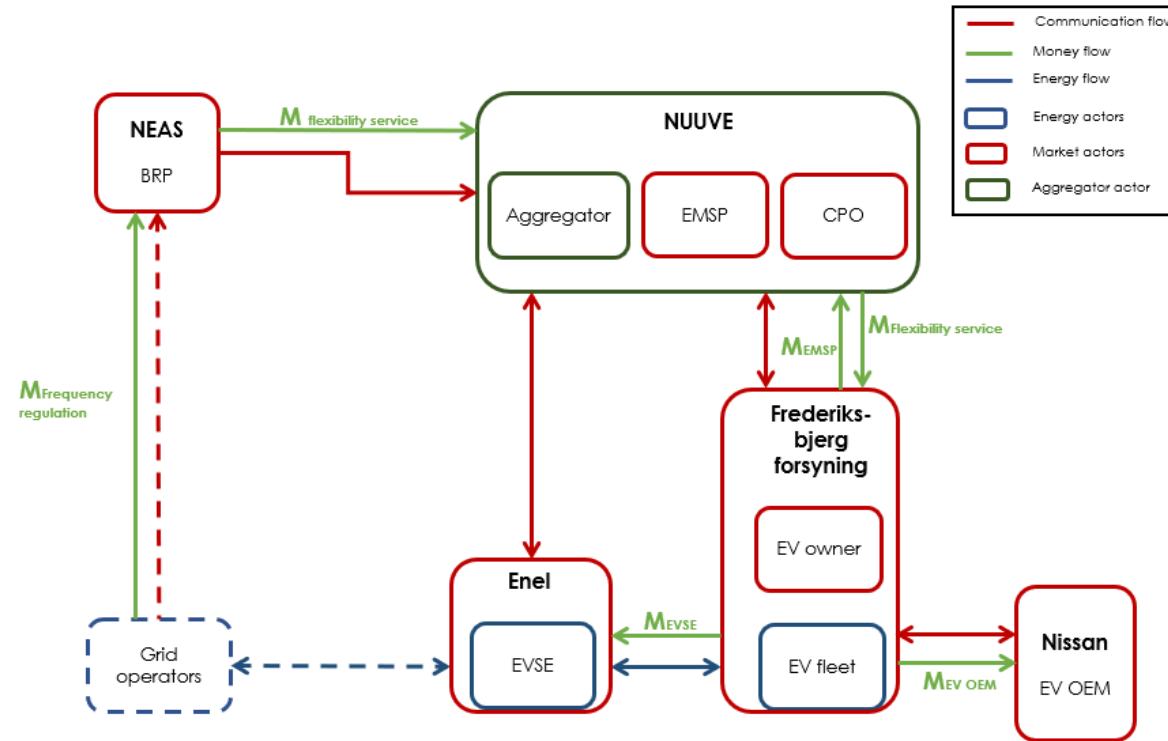 Communication flow
Money flow
Energy flow
Energy actors
Market actors
Aggregator actor
NEAS
BRP
M flexibility service
NUUVE
Aggregator
EMSP
CPO
MEMSP
MFlexibility service
MFrequency
regulation
Frederiks-
bjerg
forsyning
EV owner
EV fleet
Enel
EVSE
MEVSE
Grid
operators
Nissan
EV OEM
MEV OEM